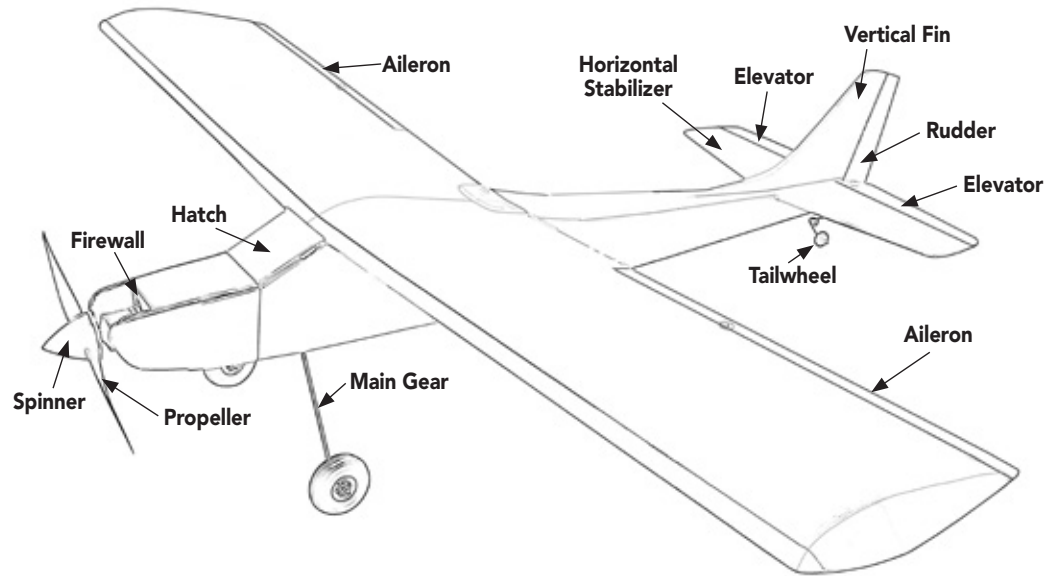 Vertical Fin
Aileron
Horizontal
Stabilizer
Elevator
Rudder
Elevator
Hatch
Firewall
Tailwheel
Aileron
Main Gear
Spinner
Propeller